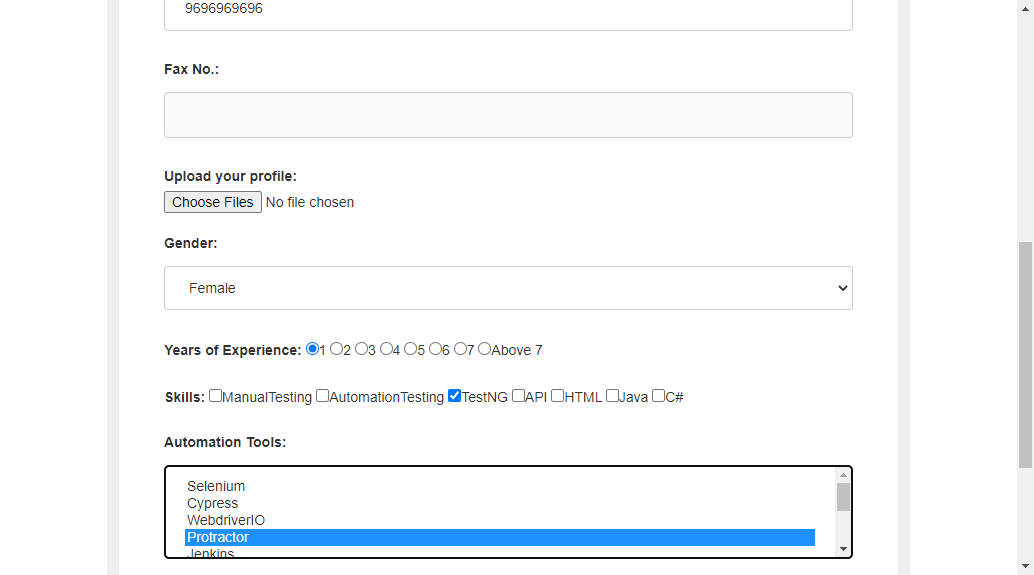 9696969696
Fax No.:
Upload your profile:
Choose Files No file chosen
Gender:
Female
Years of Experience: 1 2 3 4 5 6 7 Above 7
Skills: ManualTesting AutomationTesting TestNG API HTML Java C#
Automation Tools:
Selenium
Cypress
WebdriverIO
Protractor
Jenkins